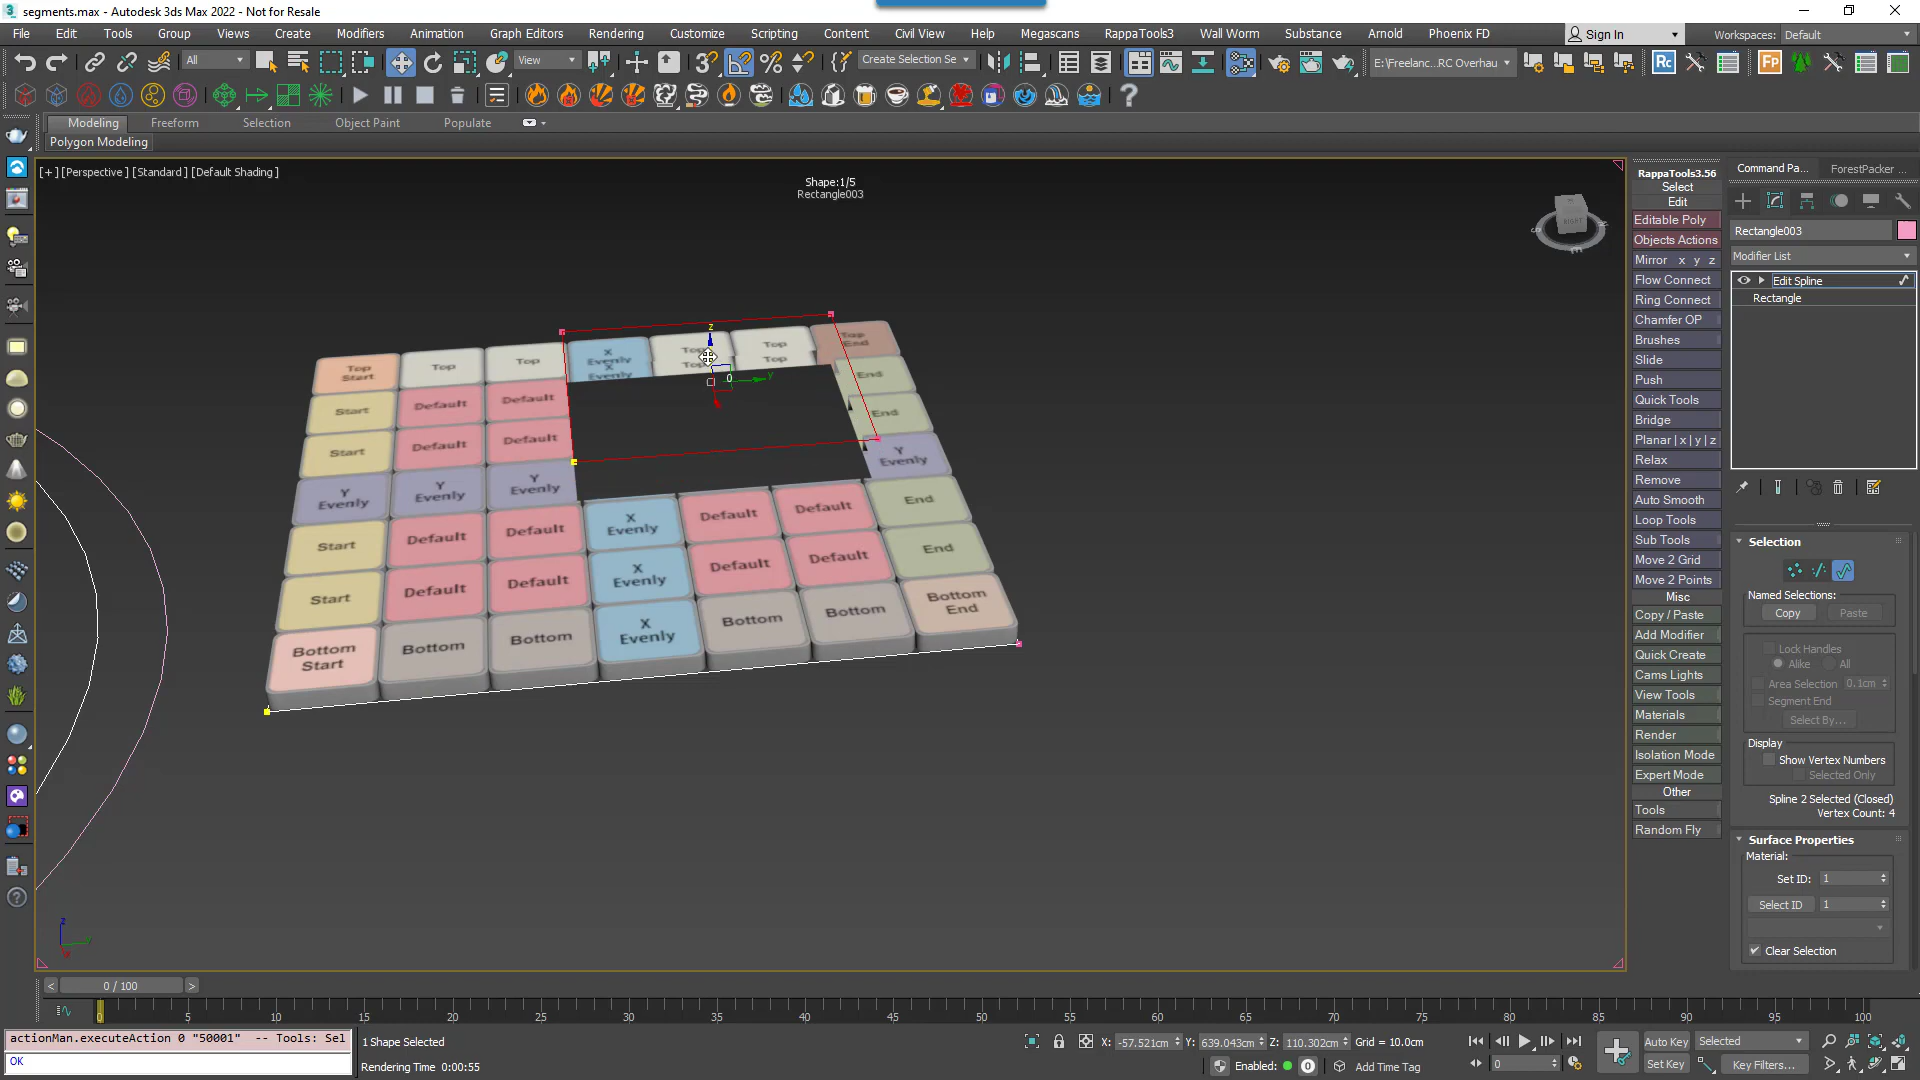 segments.max - Autodesk 3ds Max 2022 - Not for Resale
File Edit Tools Group Views Create Modifiers Animation Graph Editors Rendering Customize Scripting Content Civil View Help Megascans RappaTools3 Wall Worm Substance Arnold Phoenix FD Sign In Workspaces: Default
All View Create Selection Se E:\Freelanc...RC Overhau
Modeling Freeform Selection Object Paint Populate
Polygon Modeling
[+] [Perspective ] [Standard ] [Default Shading ]
Shape:1/5
Rectangle003
RIGHT
Top Start
Top
Top
X Evenly
X Evenly
Top
Top
Top
Top
Top End
Start
Default
Default
End
Start
Default
Default
End
Y Evenly
Y Evenly
Y Evenly
Y Evenly
Start
Default
Default
X Evenly
Default
Default
End
Start
Default
Default
X Evenly
Default
Default
End
Bottom Start
Bottom
Bottom
X Evenly
Bottom
Bottom
Bottom End
z
y
0
RappaTools3.56
Select
Edit
Editable Poly
Objects Actions
Mirror x y z
Flow Connect
Ring Connect
Chamfer OP
Brushes
Slide
Push
Quick Tools
Bridge
Planar | x | y | z
Relax
Remove
Auto Smooth
Loop Tools
Sub Tools
Move 2 Grid
Move 2 Points
Misc
Copy / Paste
Add Modifier
Quick Create
Cams Lights
View Tools
Materials
Render
Isolation Mode
Expert Mode
Other
Tools
Random Fly
Command Pa... ForestPacker ...
Rectangle003
Modifier List
Edit Spline
Rectangle
Selection
Named Selections:
Copy Paste
Lock Handles
Alike All
Area Selection 0.1cm
Segment End
Select By...
Display
Show Vertex Numbers
Selected Only
Spline 2 Selected (Closed)
Vertex Count: 4
Surface Properties
Material:
Set ID: 1
Select ID 1
Clear Selection
< 0 / 100 >
0 5 10 15 20 25 30 35 40 45 50 55 60 65 70 75 80 85 90 95 100
actionMan.executeAction 0 "50001" -- Tools: Sel
OK
1 Shape Selected
Rendering Time 0:00:55
X: -57.521cm Y: 639.043cm Z: 110.302cm Grid = 10.0cm
Enabled: 0 Add Time Tag
0
Auto Key Selected
Set Key Key Filters...